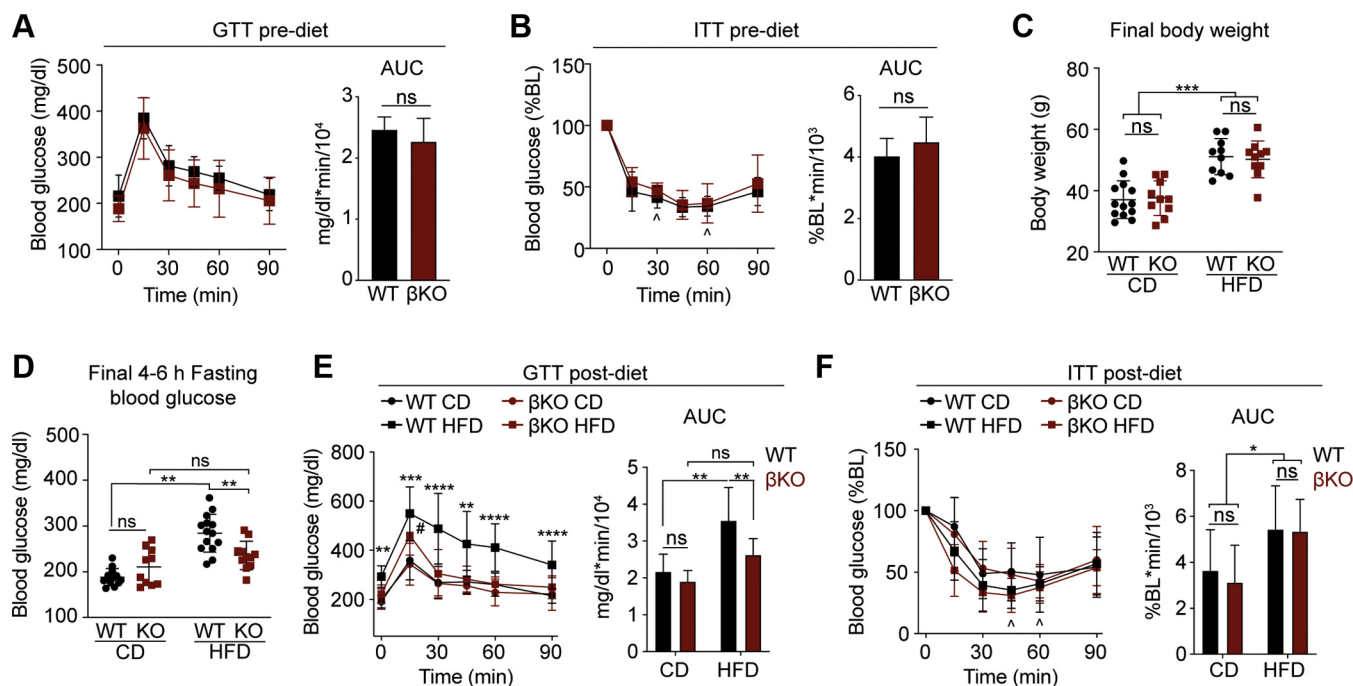 A
GTT pre-diet
Blood glucose (mg/dl)
500
400
300
200
100
0 30 60 90
Time (min)
AUC
ns
mg/dl*min/10⁴
3
2
1
0
WT βKO
B
ITT pre-diet
Blood glucose (%BL)
150
100
50
0
^ ^
0 30 60 90
Time (min)
AUC
ns
%BL*min/10³
6
4
2
0
WT βKO
C
Final body weight
Body weight (g)
80
60
40
20
***
ns ns
WT KO WT KO
CD HFD
D
Final 4-6 h Fasting
blood glucose
Blood glucose (mg/dl)
500
400
300
200
100
ns
** **
ns
WT KO WT KO
CD HFD
E
GTT post-diet
WT CD βKO CD
WT HFD βKO HFD
Blood glucose (mg/dl)
800
600
400
200
** *** **** ** **** ****
#
0 30 60 90
Time (min)
AUC
WT
βKO
mg/dl*min/10⁴
5
4
3
2
1
0
ns
** **
ns
CD HFD
F
ITT post-diet
WT CD βKO CD
WT HFD βKO HFD
Blood glucose (%BL)
150
100
50
0
^ ^
0 30 60 90
Time (min)
AUC
WT
βKO
%BL*min/10³
8
6
4
2
0
*
ns ns
CD HFD